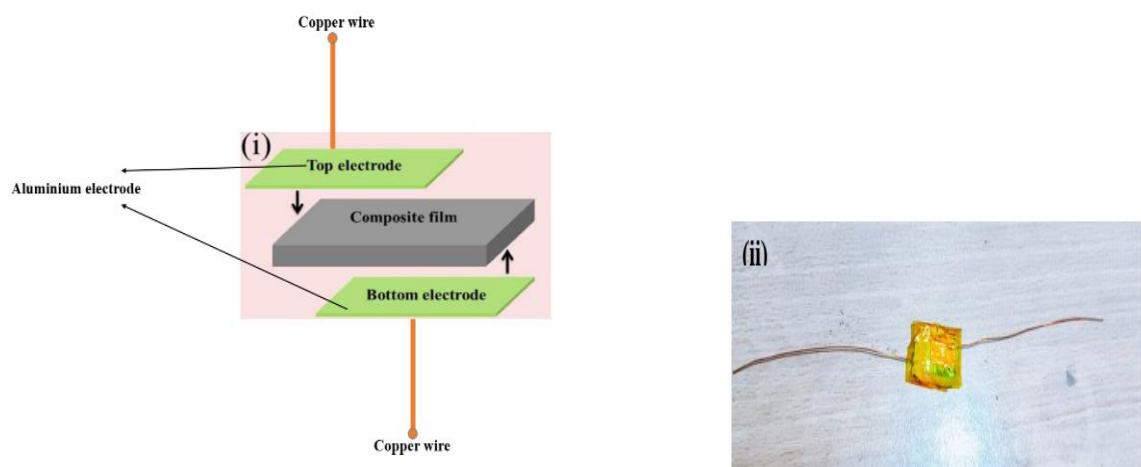 Copper wire
(i)
Top electrode
Aluminium electrode
Composite film
Bottom electrode
Copper wire
(ii)